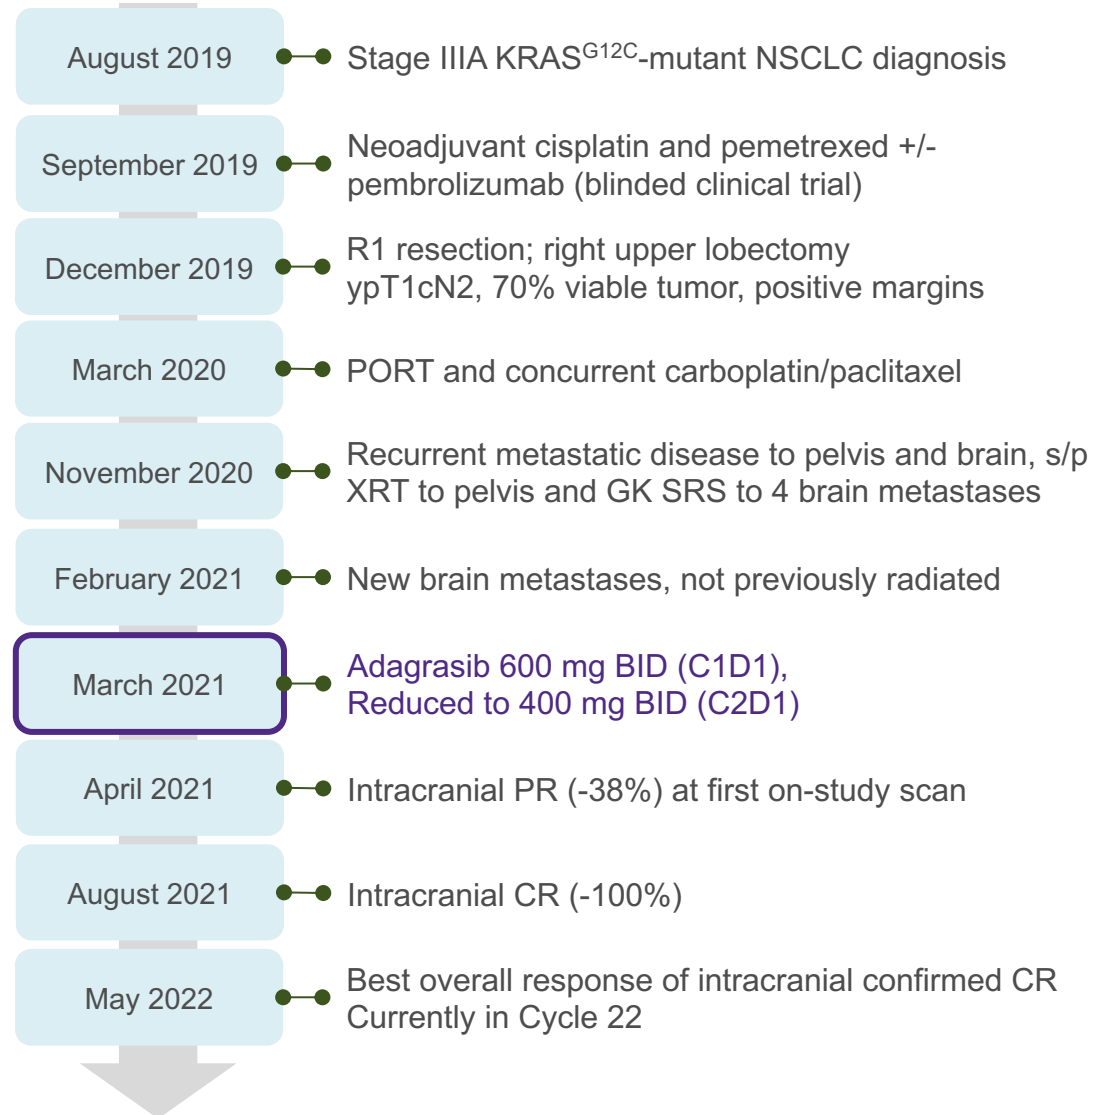 August 2019
Stage IIIA KRASG12C-mutant NSCLC diagnosis
September 2019
Neoadjuvant cisplatin and pemetrexed +/-
pembrolizumab (blinded clinical trial)
December 2019
R1 resection; right upper lobectomy
ypT1cN2, 70% viable tumor, positive margins
March 2020
PORT and concurrent carboplatin/paclitaxel
November 2020
Recurrent metastatic disease to pelvis and brain, s/p
XRT to pelvis and GK SRS to 4 brain metastases
February 2021
New brain metastases, not previously radiated
March 2021
Adagrasib 600 mg BID (C1D1),
Reduced to 400 mg BID (C2D1)
April 2021
Intracranial PR (-38%) at first on-study scan
August 2021
Intracranial CR (-100%)
May 2022
Best overall response of intracranial confirmed CR
Currently in Cycle 22